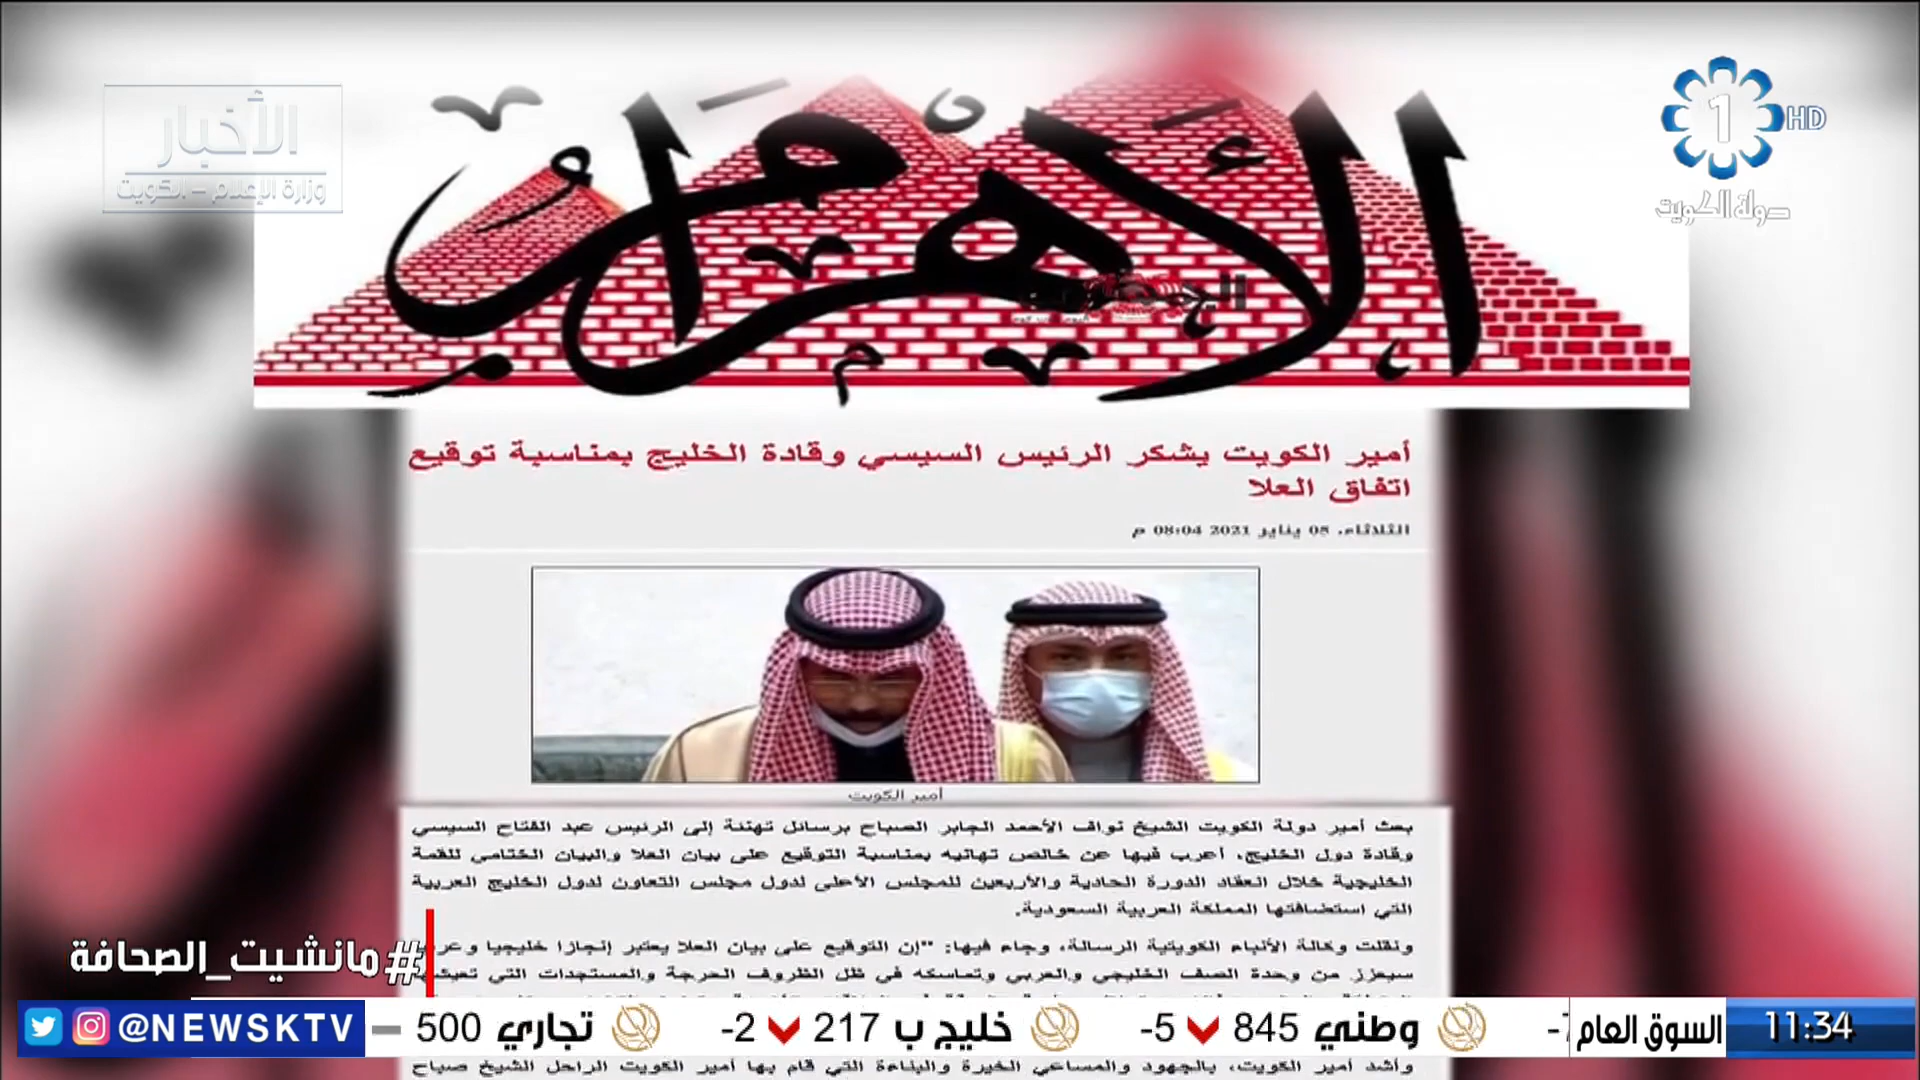 الأخبار
وزارة الإعلام – الكويت
1 HD
دولة الكويت
الأهرام
أمير الكويت يشكر الرئيس السيسي وقادة الخليج بمناسبة توقيع
اتفاق العلا
الثلاثاء، 05 يناير 2021 08:04 م
أمير الكويت
بعث أمير دولة الكويت الشيخ نواف الأحمد الجابر الصباح برسائل تهنئة إلى الرئيس عبد الفتاح السيسي
وقادة دول الخليج، أعرب فيها عن خالص تهانيه بمناسبة التوقيع على بيان العلا والبيان الختامي للقمة
الخليجية خلال انعقاد الدورة الحادية والأربعين للمجلس الأعلى لدول مجلس التعاون لدول الخليج العربية
التي استضافتها المملكة العربية السعودية.
ونقلت وكالة الأنباء الكويتية الرسالة، وجاء فيها: "إن التوقيع على بيان العلا يعتبر إنجازا خليجيا
سيعزز من وحدة الصف الخليجي والعربي وتماسكه في ظل الظروف الحرجة والمستجدات التي
#مانشيت_الصحافة
@NEWSKTV
11:34 السوق العام -7 وطني 845 -5 خليج ب 217 -2 تجاري 500
وأشد أمير الكويت، بالجهود والمساعي الخيرة والبناءة التي قام بها أمير الكويت الراحل الشيخ صباح